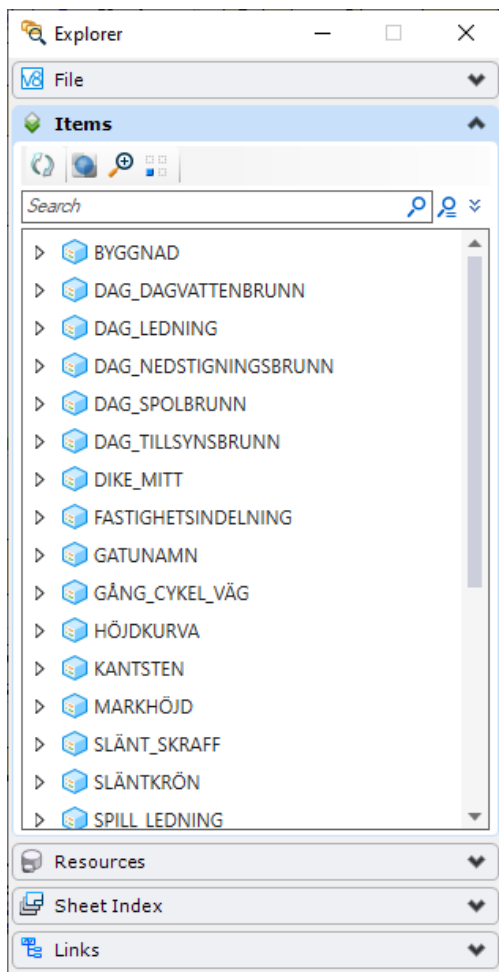 Explorer
V8 File
Items
Search
BYGGNAD
DAG_DAGVATTENBRUNN
DAG_LEDNING
DAG_NEDSTIGNINGSBRUNN
DAG_SPOLBRUNN
DAG_TILLSYNSBRUNN
DIKE_MITT
FASTIGHETSINDELNING
GATUNAMN
GÅNG_CYKEL_VÄG
HÖJDKURVA
KANTSTEN
MARKHÖJD
SLÄNT_SKRAFF
SLÄNTKRÖN
SPILL_LEDNING
Resources
Sheet Index
Links